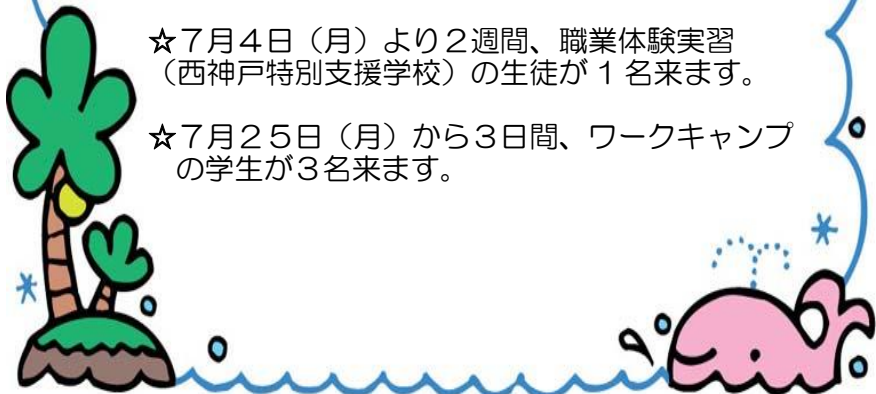 ☆７月４日（月）より２週間、職業体験実習
（西神戸特別支援学校）の生徒が１名来ます。
☆７月２５日（月）から３日間、ワークキャンプ
の学生が３名来ます。